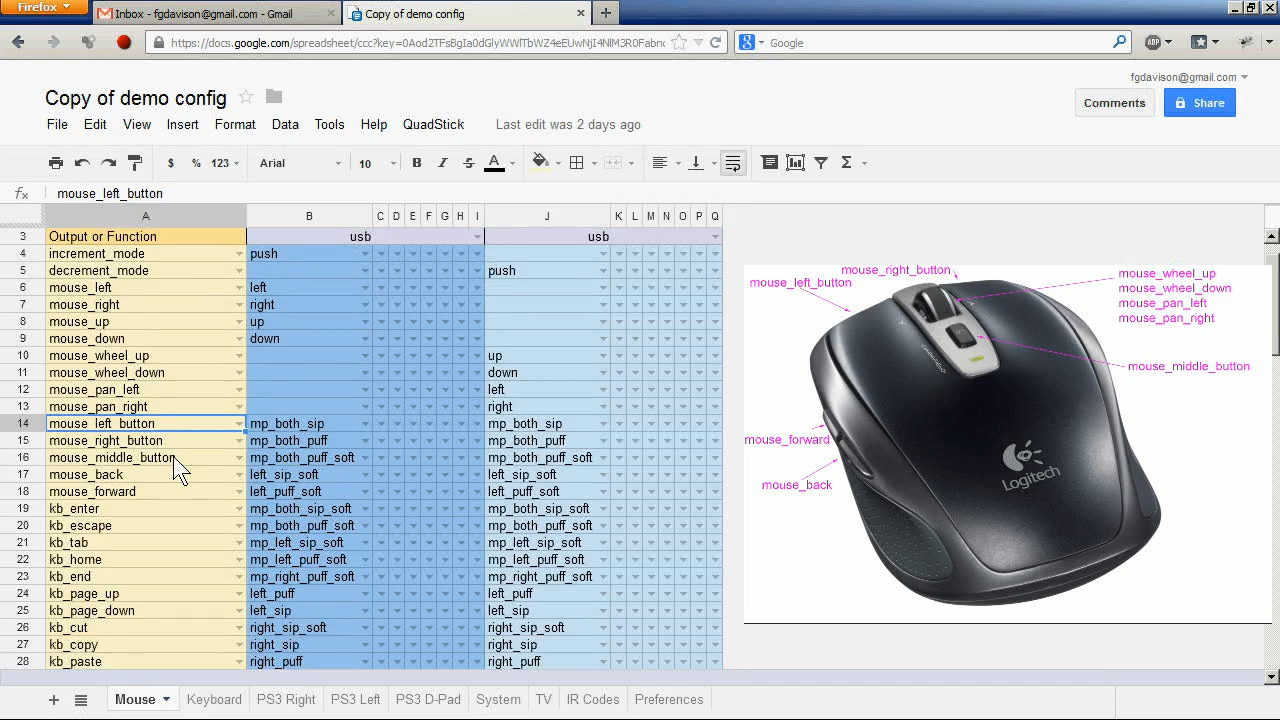 Firefox
Inbox - fgdavison@gmail.com - Gmail
Copy of demo config
Google
ABP
fgdavison@gmail.com
Copy of demo config
Comments
Share
File Edit View Insert Format Data Tools Help QuadStick Last edit was 2 days ago
$ % 123 Arial 10 B I S A Σ
fx mouse_left_button
A B C D E F G H I J K L M N O P Q
3 Output or Function usb usb
4 increment_mode push
5 decrement_mode push
6 mouse_left left
7 mouse_right right
8 mouse_up up
9 mouse_down down
10 mouse_wheel_up up
11 mouse_wheel_down down
12 mouse_pan_left left
13 mouse_pan_right right
14 mouse_left_button mp_both_sip mp_both_sip
15 mouse_right_button mp_both_puff mp_both_puff
16 mouse_middle_button mp_both_puff_soft mp_both_puff_soft
17 mouse_back left_sip_soft left_sip_soft
18 mouse_forward left_puff_soft left_puff_soft
19 kb_enter mp_both_sip_soft mp_both_sip_soft
20 kb_escape mp_both_puff_soft mp_both_puff_soft
21 kb_tab mp_left_sip_soft mp_left_sip_soft
22 kb_home mp_left_puff_soft mp_left_puff_soft
23 kb_end mp_right_puff_soft mp_right_puff_soft
24 kb_page_up left_puff left_puff
25 kb_page_down left_sip left_sip
26 kb_cut right_sip_soft right_sip_soft
27 kb_copy right_sip right_sip
28 kb_paste right_puff right_puff
mouse_right_button
mouse_left_button
mouse_wheel_up
mouse_wheel_down
mouse_pan_left
mouse_pan_right
mouse_middle_button
mouse_forward
mouse_back
Logitech
Mouse Keyboard PS3 Right PS3 Left PS3 D-Pad System TV IR Codes Preferences